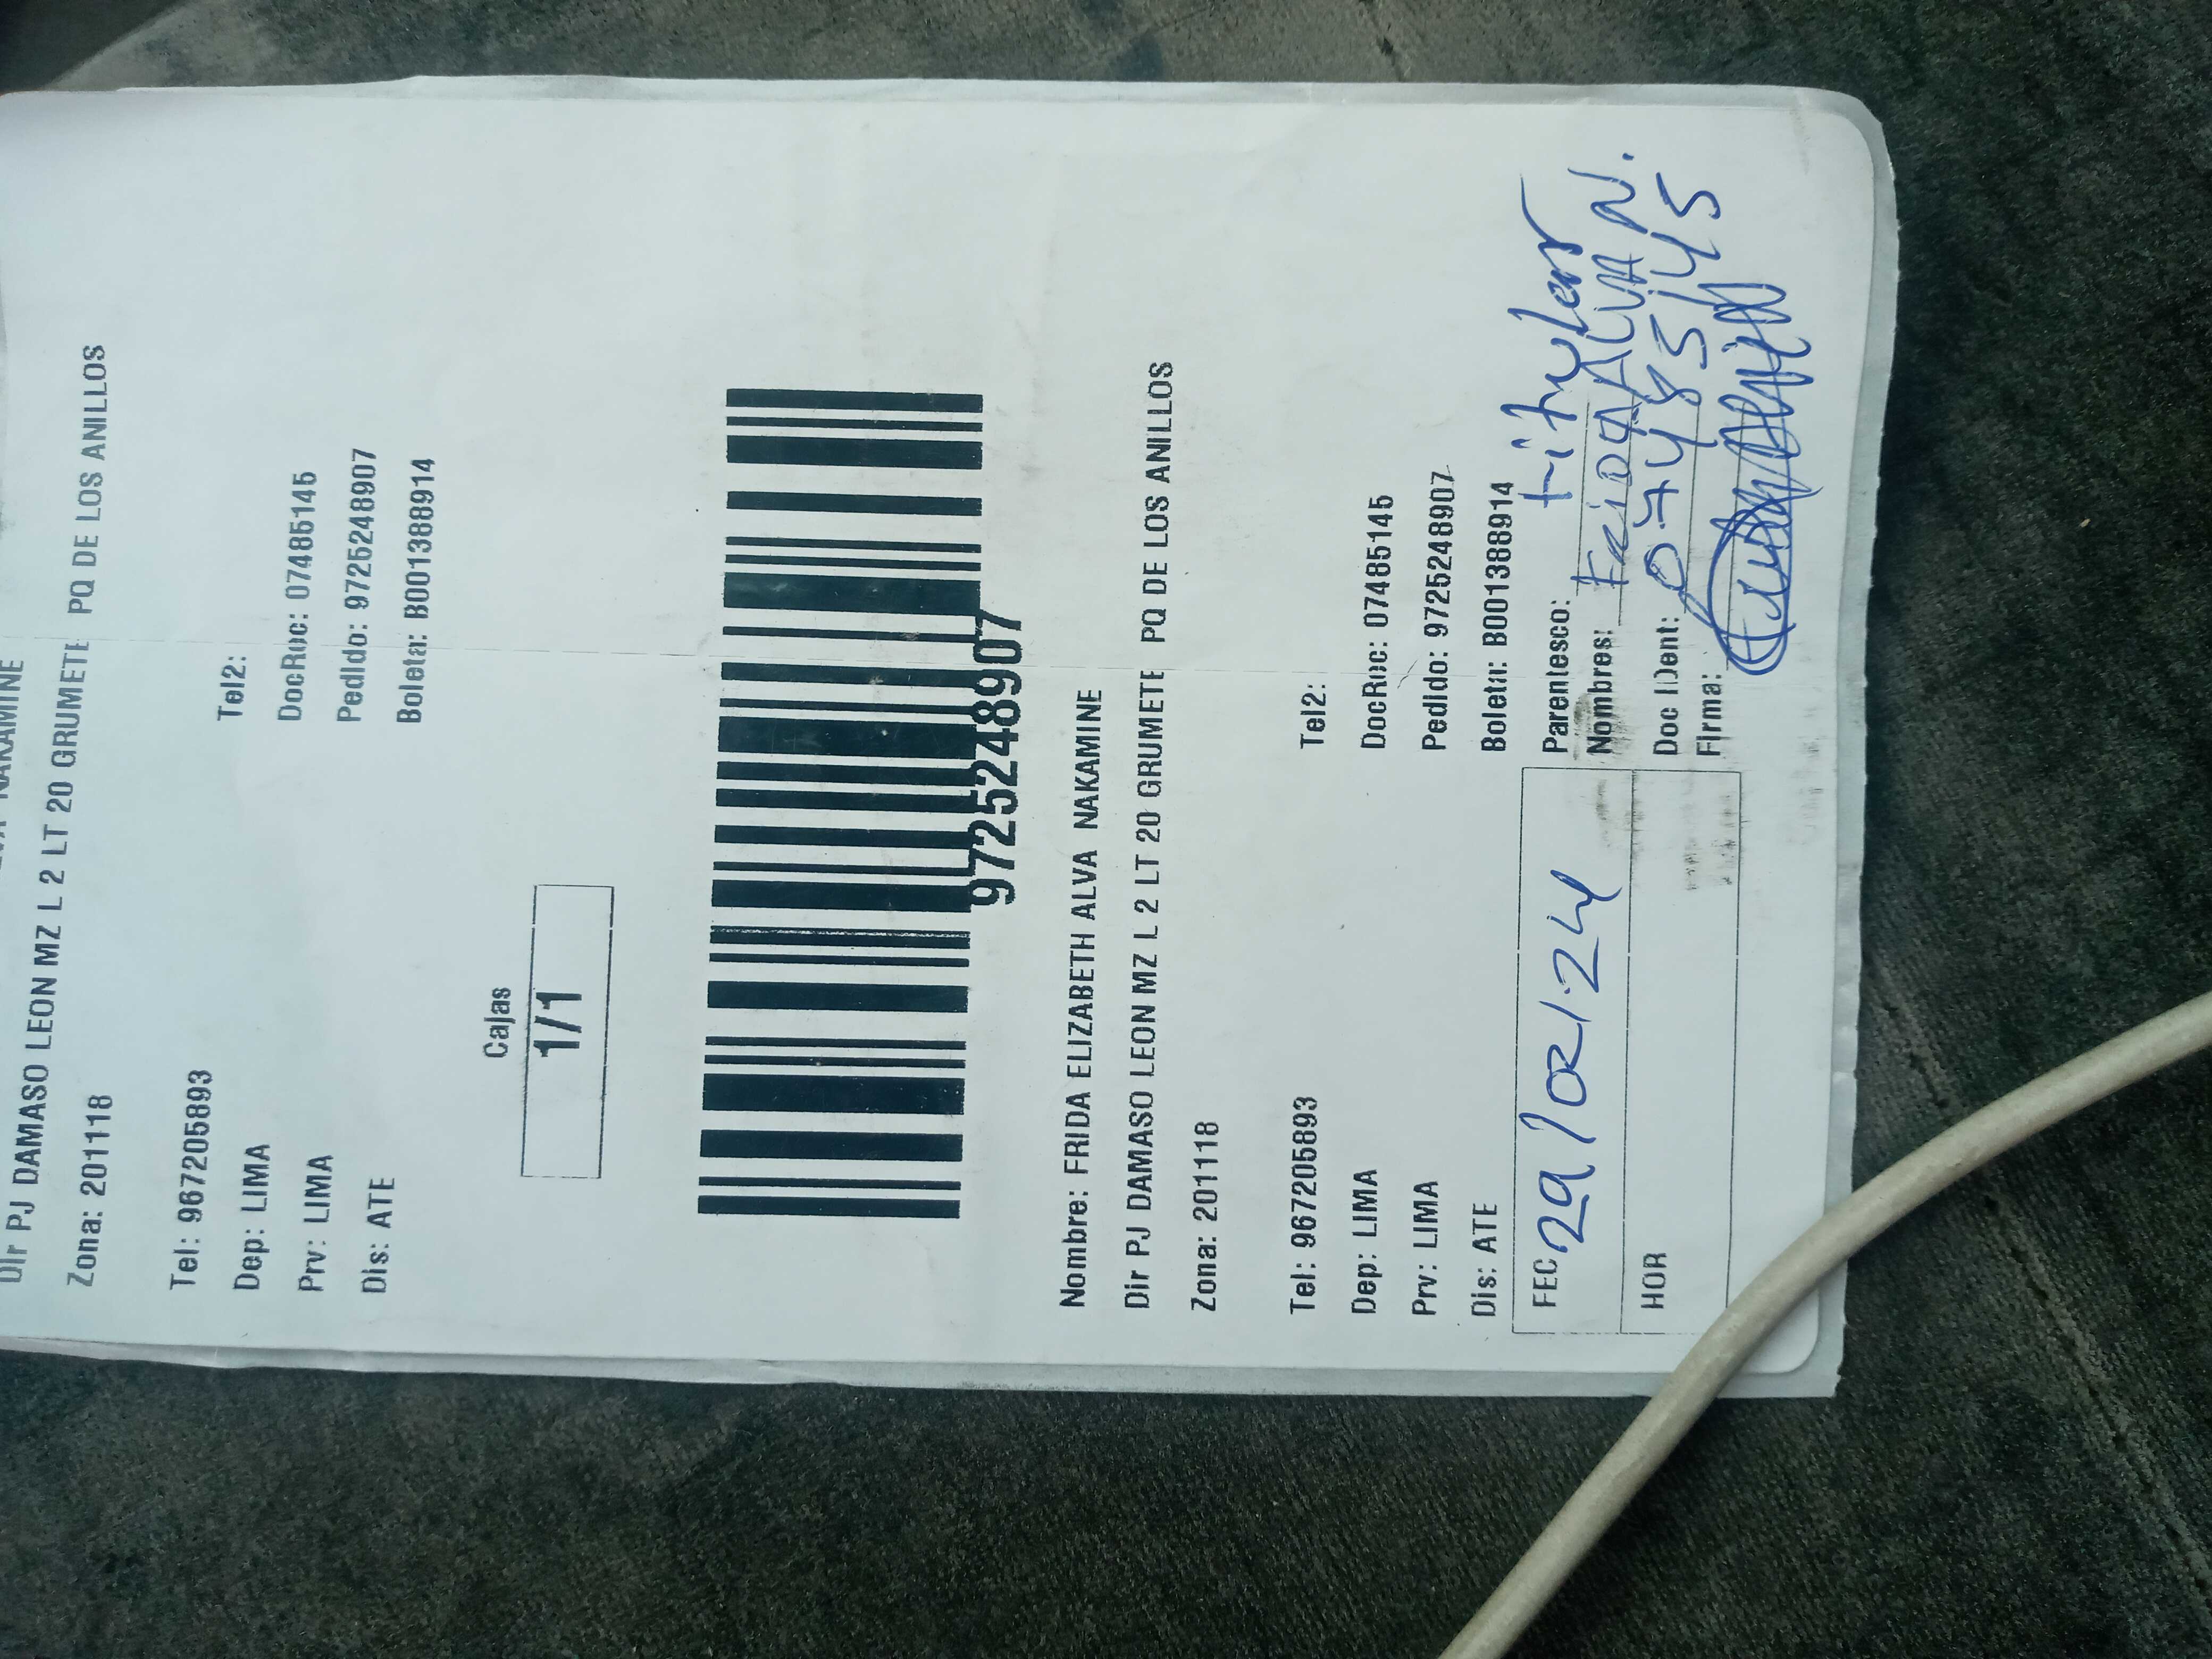 NAKAMINE
Dir PJ DAMASO LEON MZ L 2 LT 20 GRUMETE PQ DE LOS ANILLOS
Zona: 201118
Tel: 967205893 Tel2:
Dep: LIMA DocRuc: 07485145
Prv: LIMA Pedido: 9725248907
Dis: ATE Boleta: B001388914
Cajas
1/1
9725248907
Nombre: FRIDA ELIZABETH ALVA NAKAMINE
Dir PJ DAMASO LEON MZ L 2 LT 20 GRUMETE PQ DE LOS ANILLOS
Zona: 201118
Tel: 967205893 Tel2:
Dep: LIMA DocRuc: 07485145
Prv: LIMA Pedido: 9725248907
Dis: ATE Boleta: B001388914
FEC 29/02/24 Parentesco: titular
Nombres: FRIDA ALVA N.
HOR Doc IDent: 07485145
Firma: